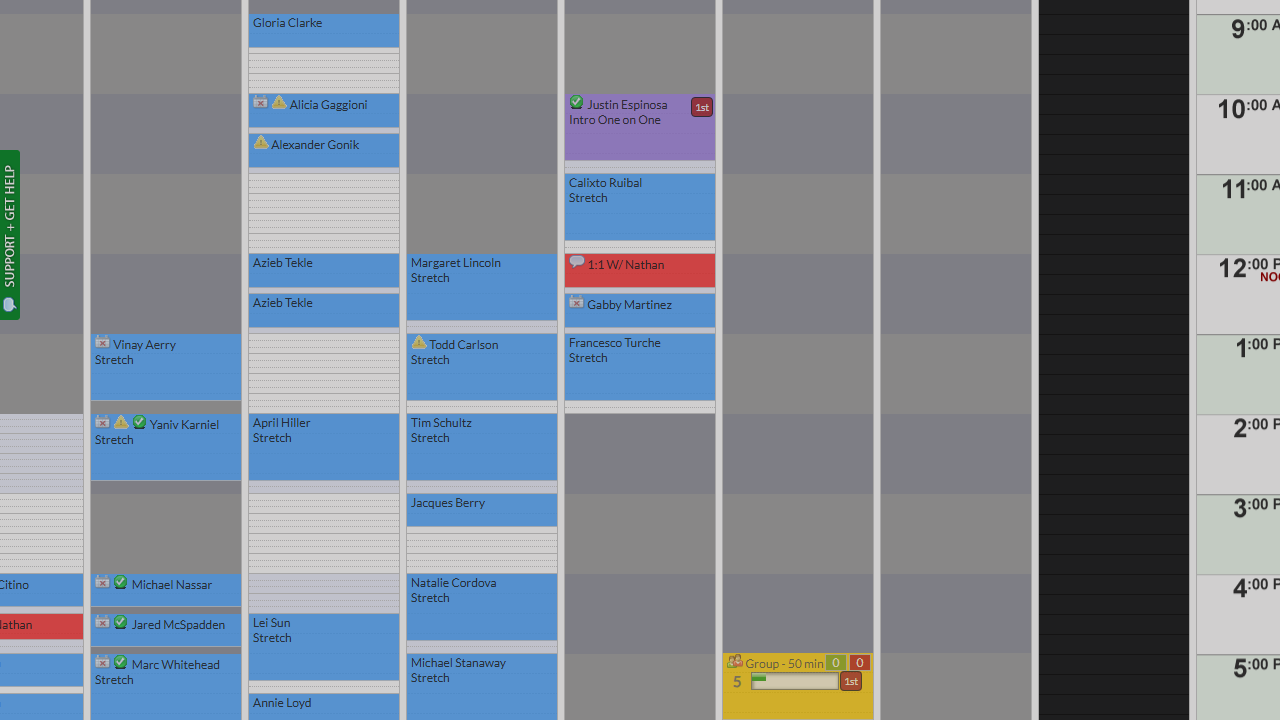 SUPPORT + GET HELP
Citino
athan
Vinay Aerry
Stretch
Yaniv Karniel
Stretch
Michael Nassar
Jared McSpadden
Marc Whitehead
Stretch
Gloria Clarke
Alicia Gaggioni
Alexander Gonik
Azieb Tekle
Azieb Tekle
April Hiller
Stretch
Lei Sun
Stretch
Annie Loyd
Margaret Lincoln
Stretch
Todd Carlson
Stretch
Tim Schultz
Stretch
Jacques Berry
Natalie Cordova
Stretch
Michael Stanaway
Stretch
Justin Espinosa 1st
Intro One on One
Calixto Ruibal
Stretch
1:1 W/ Nathan
Gabby Martinez
Francesco Turche
Stretch
Group - 50 min 0 0
5 1st
9:00 A
10:00 A
11:00 A
12:00 P
NOO
1:00 P
2:00 P
3:00 P
4:00 P
5:00 P